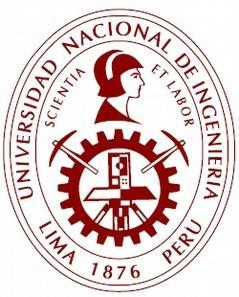 UNIVERSIDAD NACIONAL DE INGENIERIA
SCIENTIA ET LABOR
LIMA 1876 PERU